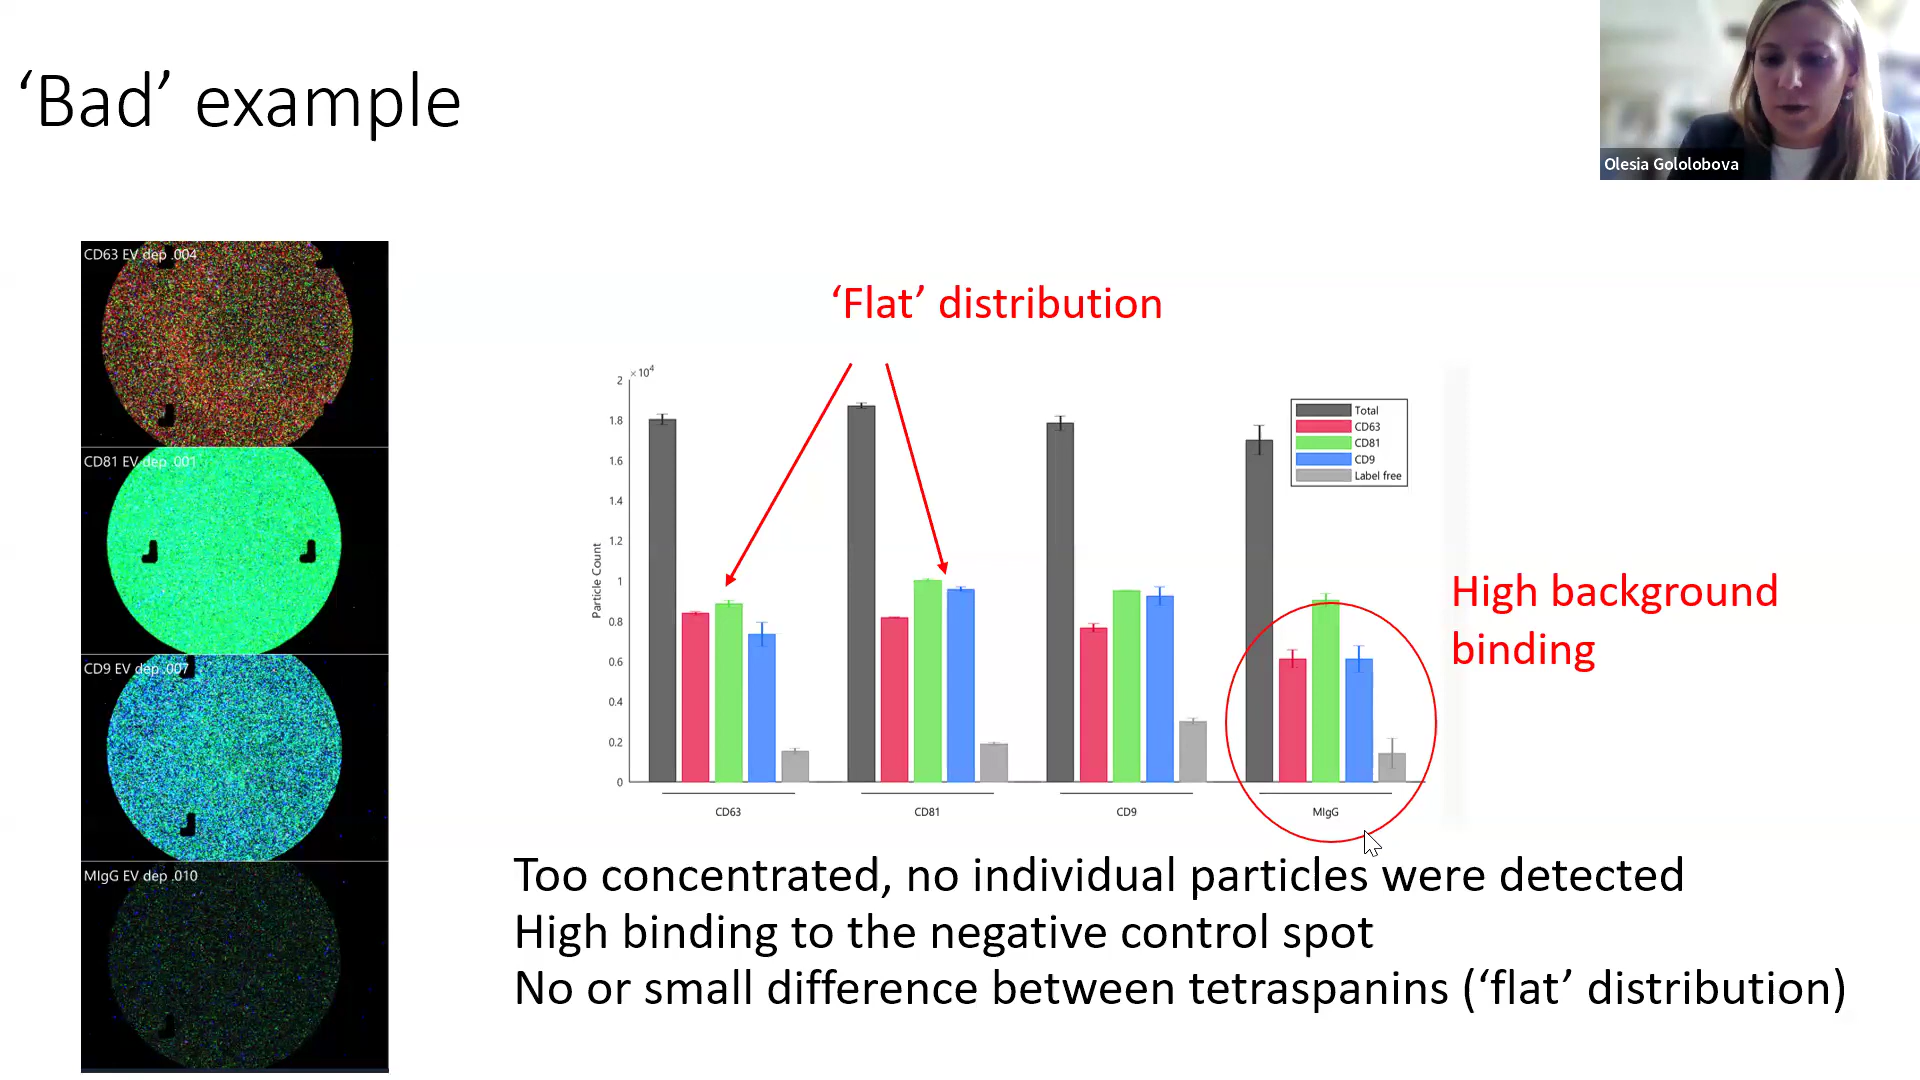 ‘Bad’ example
Olesia Gololobova
CD63 EV dep .004
CD81 EV dep .001
CD9 EV dep .007
MIgG EV dep .010
‘Flat’ distribution
×10⁴
2
1.8
1.6
1.4
1.2
1
0.8
0.6
0.4
0.2
0
Particle Count
Total
CD63
CD81
CD9
Label free
CD63
CD81
CD9
MIgG
High background
binding
Too concentrated, no individual particles were detected
High binding to the negative control spot
No or small difference between tetraspanins (‘flat’ distribution)